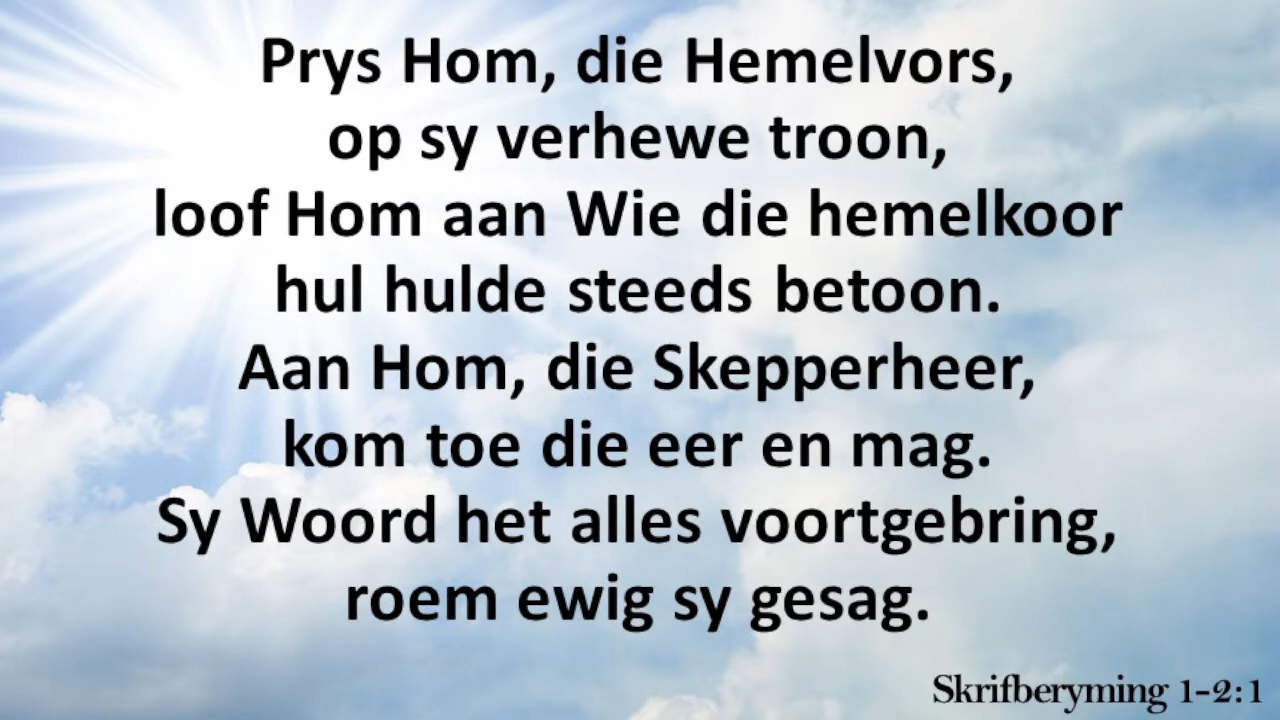 Prys Hom, die Hemelvors,
op sy verhewe troon,
loof Hom aan Wie die hemelkoor
hul hulde steeds betoon.
Aan Hom, die Skepperheer,
kom toe die eer en mag.
Sy Woord het alles voortgebring,
roem ewig sy gesag.
Skrifberyming 1-2:1